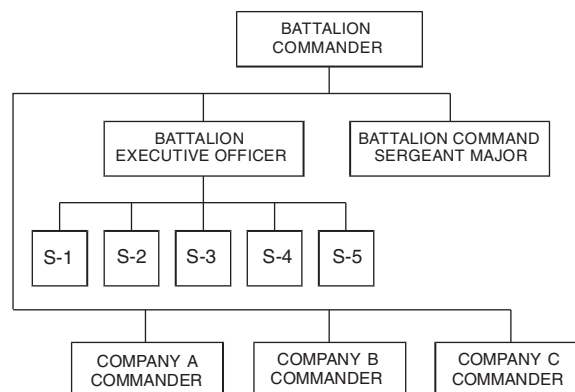 BATTALION
COMMANDER
BATTALION
EXECUTIVE OFFICER
BATTALION COMMAND
SERGEANT MAJOR
S-1
S-2
S-3
S-4
S-5
COMPANY A
COMMANDER
COMPANY B
COMMANDER
COMPANY C
COMMANDER